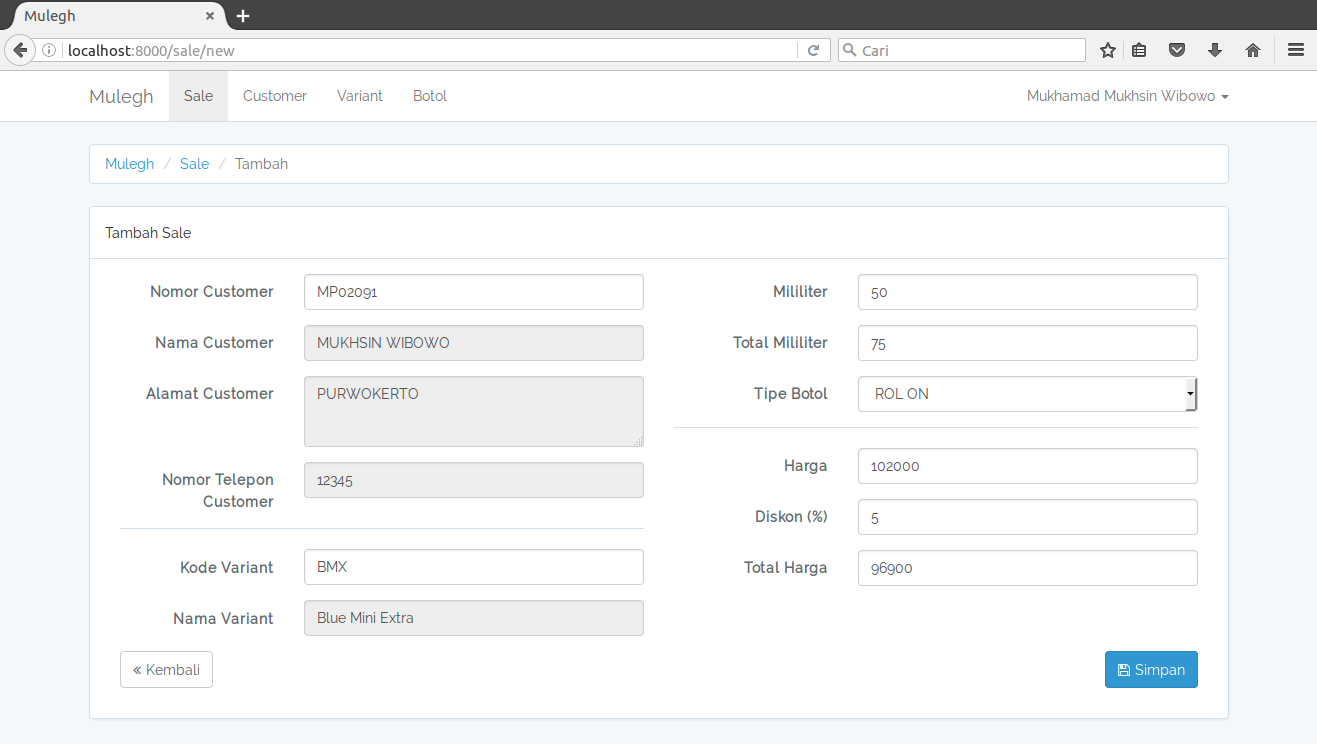 Mulegh
localhost:8000/sale/new
Cari
Mulegh Sale Customer Variant Botol Mukhamad Mukhsin Wibowo
Mulegh / Sale / Tambah
Tambah Sale
Nomor Customer MP02091
Nama Customer MUKHSIN WIBOWO
Alamat Customer PURWOKERTO
Nomor Telepon
Customer
12345
Kode Variant BMX
Nama Variant Blue Mini Extra
Mililiter 50
Total Mililiter 75
Tipe Botol ROL ON
Harga 102000
Diskon (%) 5
Total Harga 96900
« Kembali
Simpan